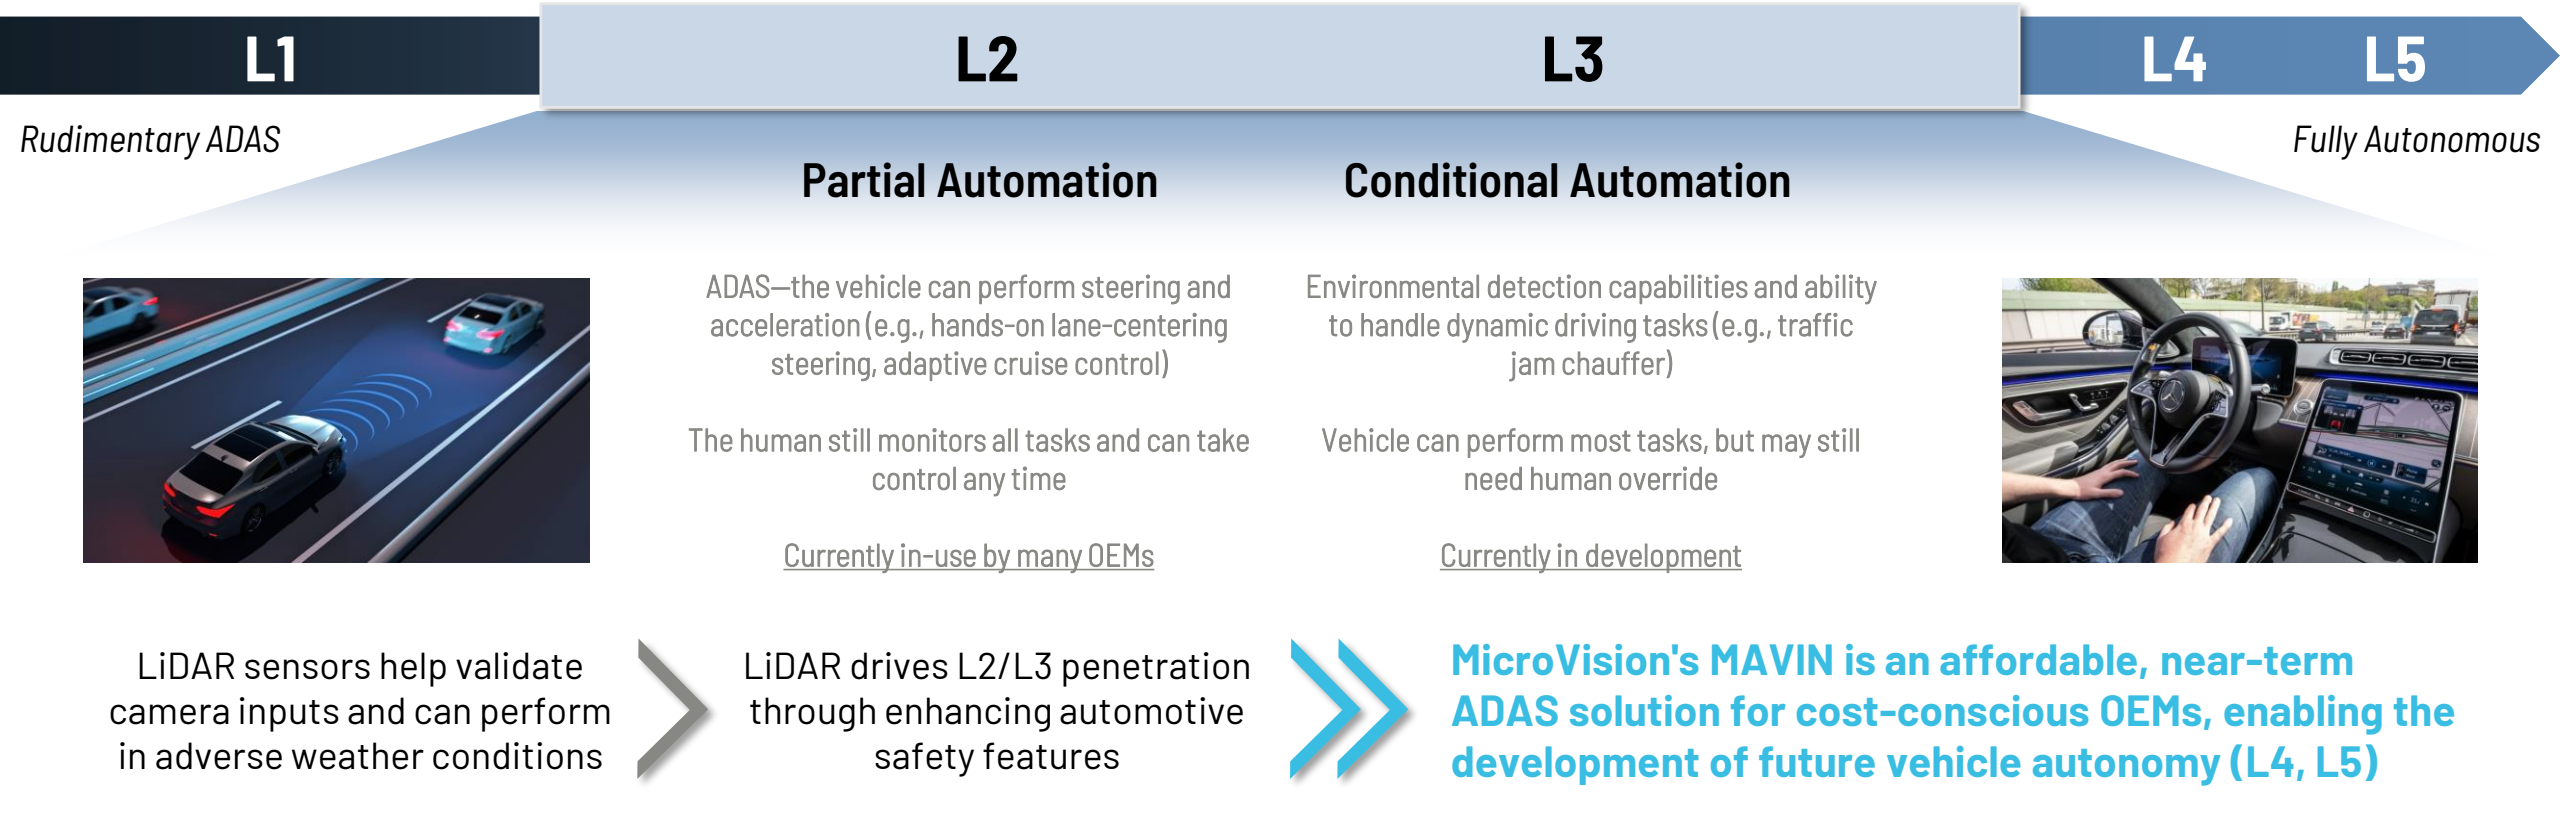 L1
L2
L3
L4
L5
Rudimentary ADAS
Fully Autonomous
Partial Automation
ADAS—the vehicle can perform steering and
acceleration (e.g., hands-on lane-centering
steering, adaptive cruise control)
The human still monitors all tasks and can take
control any time
Currently in-use by many OEMs
Conditional Automation
Environmental detection capabilities and ability
to handle dynamic driving tasks (e.g., traffic
jam chauffer)
Vehicle can perform most tasks, but may still
need human override
Currently in development
LiDAR sensors help validate
camera inputs and can perform
in adverse weather conditions
LiDAR drives L2/L3 penetration
through enhancing automotive
safety features
MicroVision's MAVIN is an affordable, near-term
ADAS solution for cost-conscious OEMs, enabling the
development of future vehicle autonomy (L4, L5)